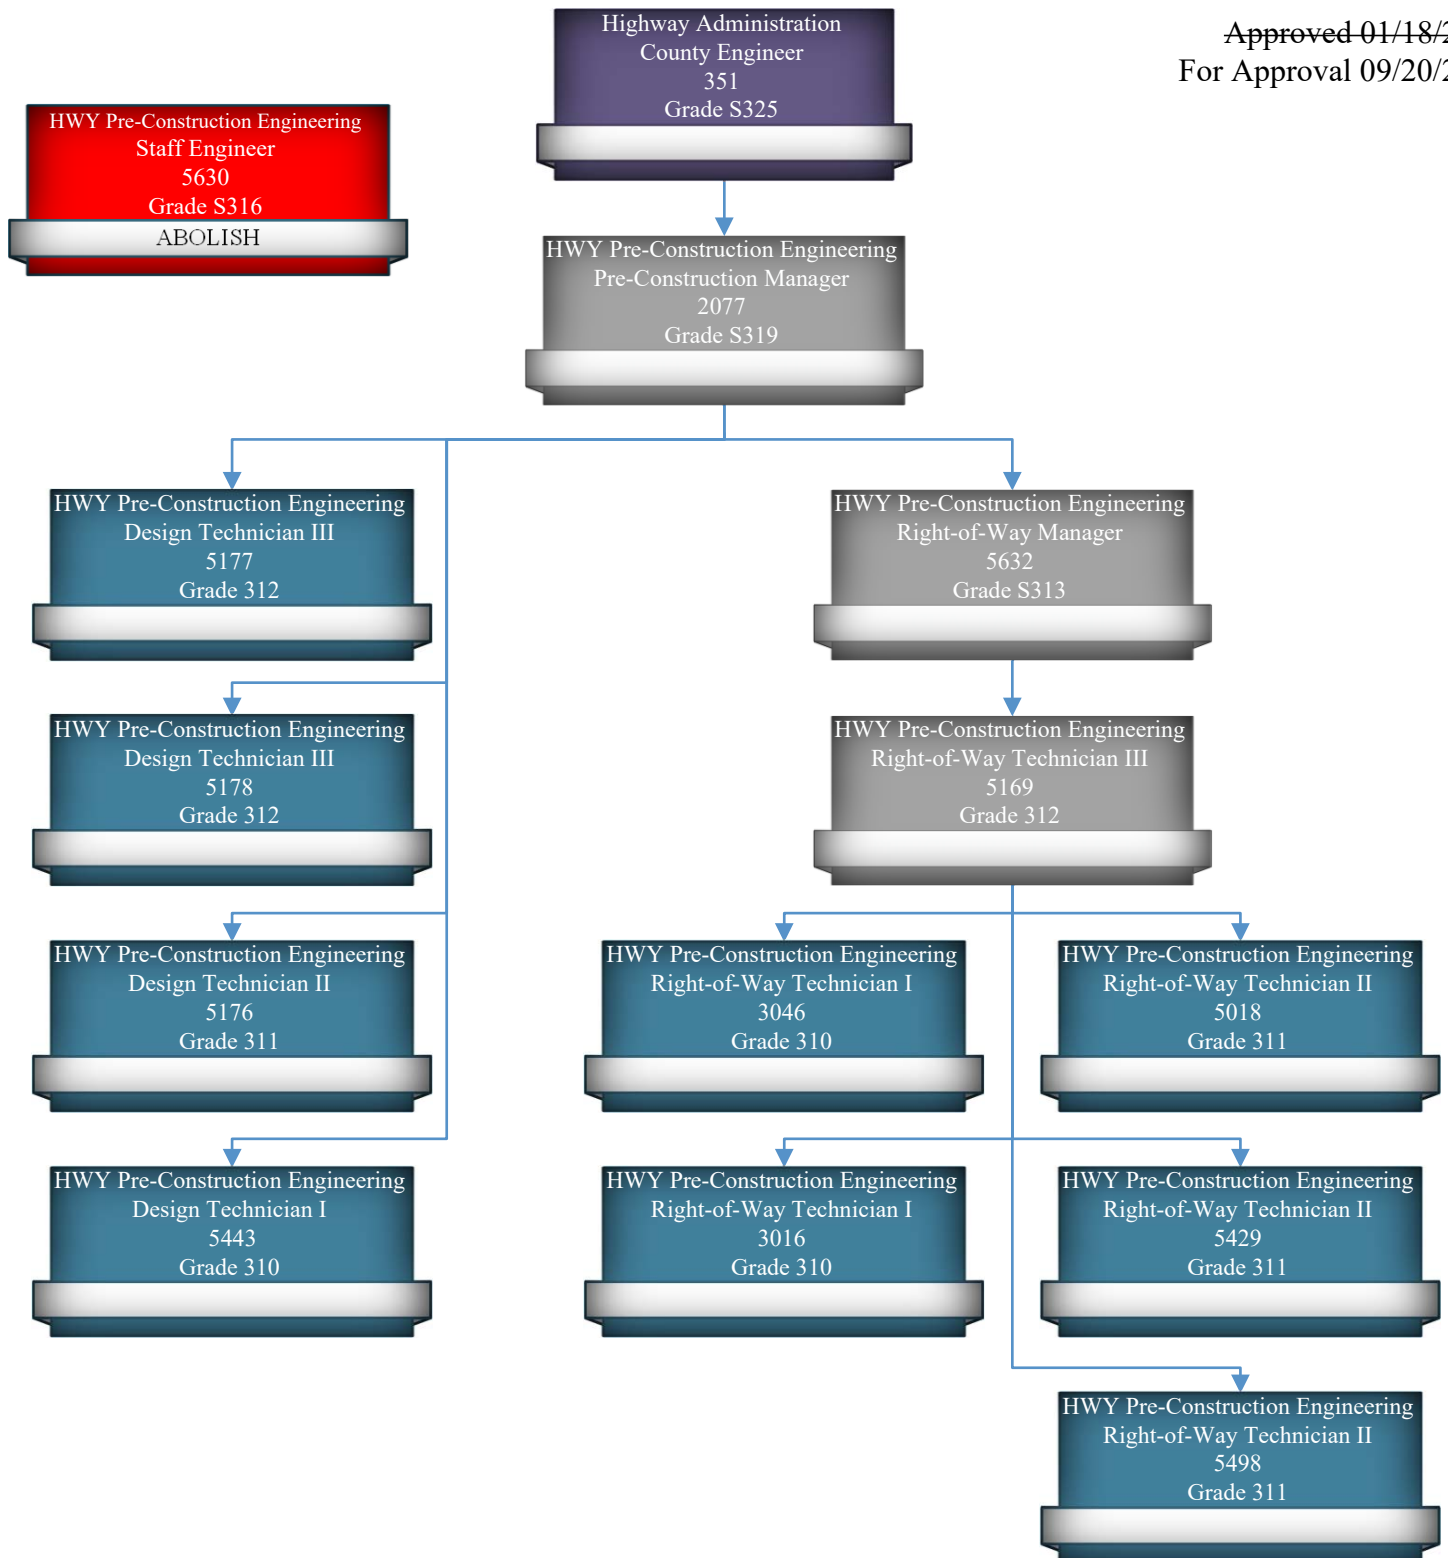 Highway Administration
County Engineer
351
Grade S325
Approved 01/18/2
For Approval 09/20/2
HWY Pre-Construction Engineering
Staff Engineer
5630
Grade S316
ABOLISH
HWY Pre-Construction Engineering
Pre-Construction Manager
2077
Grade S319
HWY Pre-Construction Engineering
Design Technician III
5177
Grade 312
HWY Pre-Construction Engineering
Right-of-Way Manager
5632
Grade S313
HWY Pre-Construction Engineering
Design Technician III
5178
Grade 312
HWY Pre-Construction Engineering
Right-of-Way Technician III
5169
Grade 312
HWY Pre-Construction Engineering
Design Technician II
5176
Grade 311
HWY Pre-Construction Engineering
Right-of-Way Technician I
3046
Grade 310
HWY Pre-Construction Engineering
Right-of-Way Technician II
5018
Grade 311
HWY Pre-Construction Engineering
Design Technician I
5443
Grade 310
HWY Pre-Construction Engineering
Right-of-Way Technician I
3016
Grade 310
HWY Pre-Construction Engineering
Right-of-Way Technician II
5429
Grade 311
HWY Pre-Construction Engineering
Right-of-Way Technician II
5498
Grade 311